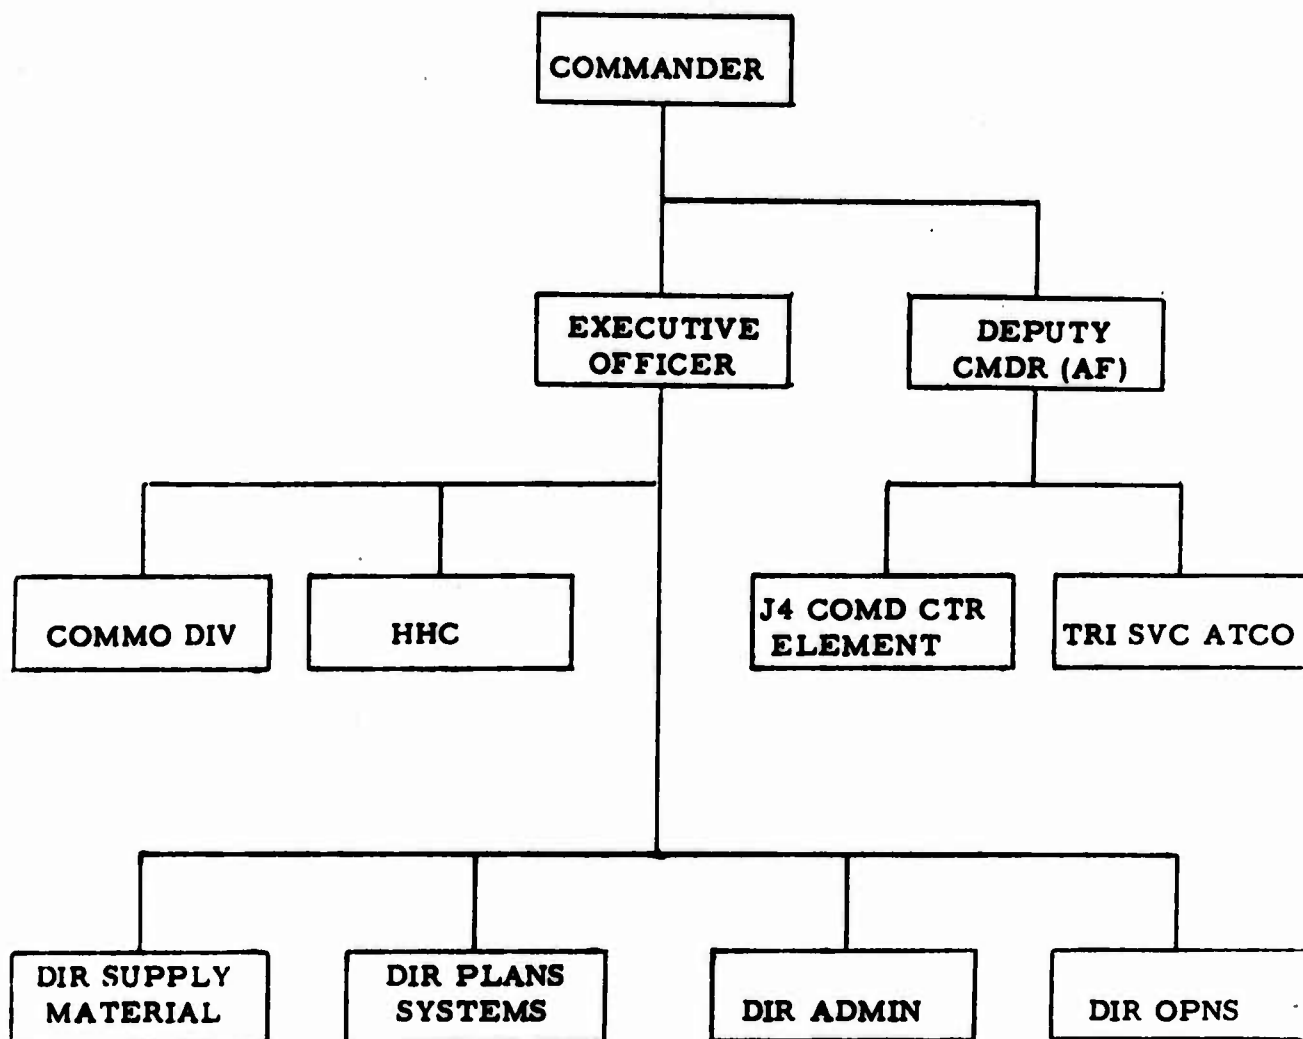 COMMANDER
EXECUTIVE
OFFICER
DEPUTY
CMDR (AF)
COMMO DIV
HHC
J4 COMD CTR
ELEMENT
TRI SVC ATCO
DIR SUPPLY
MATERIAL
DIR PLANS
SYSTEMS
DIR ADMIN
DIR OPNS